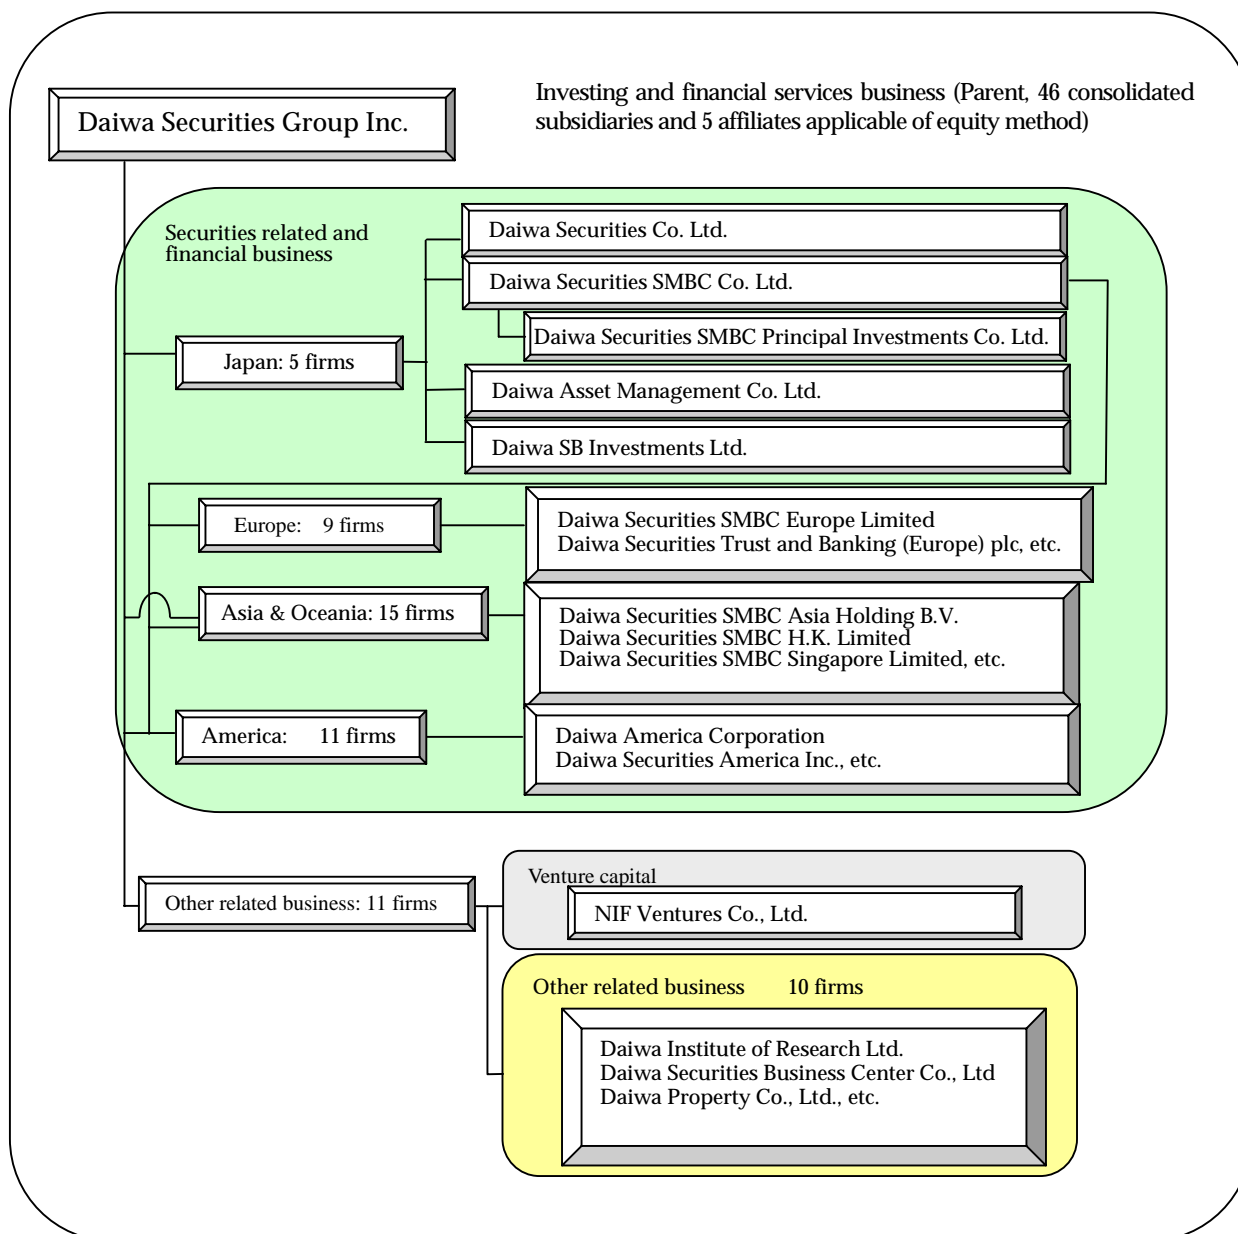 Daiwa Securities Group Inc.
Investing and financial services business (Parent, 46 consolidated
subsidiaries and 5 affiliates applicable of equity method)
Securities related and
financial business
Daiwa Securities Co. Ltd.
Daiwa Securities SMBC Co. Ltd.
Daiwa Securities SMBC Principal Investments Co. Ltd.
Japan: 5 firms
Daiwa Asset Management Co. Ltd.
Daiwa SB Investments Ltd.
Europe: 9 firms
Daiwa Securities SMBC Europe Limited
Daiwa Securities Trust and Banking (Europe) plc, etc.
Asia & Oceania: 15 firms
Daiwa Securities SMBC Asia Holding B.V.
Daiwa Securities SMBC H.K. Limited
Daiwa Securities SMBC Singapore Limited, etc.
America: 11 firms
Daiwa America Corporation
Daiwa Securities America Inc., etc.
Other related business: 11 firms
Venture capital
NIF Ventures Co., Ltd.
Other related business 10 firms
Daiwa Institute of Research Ltd.
Daiwa Securities Business Center Co., Ltd
Daiwa Property Co., Ltd., etc.